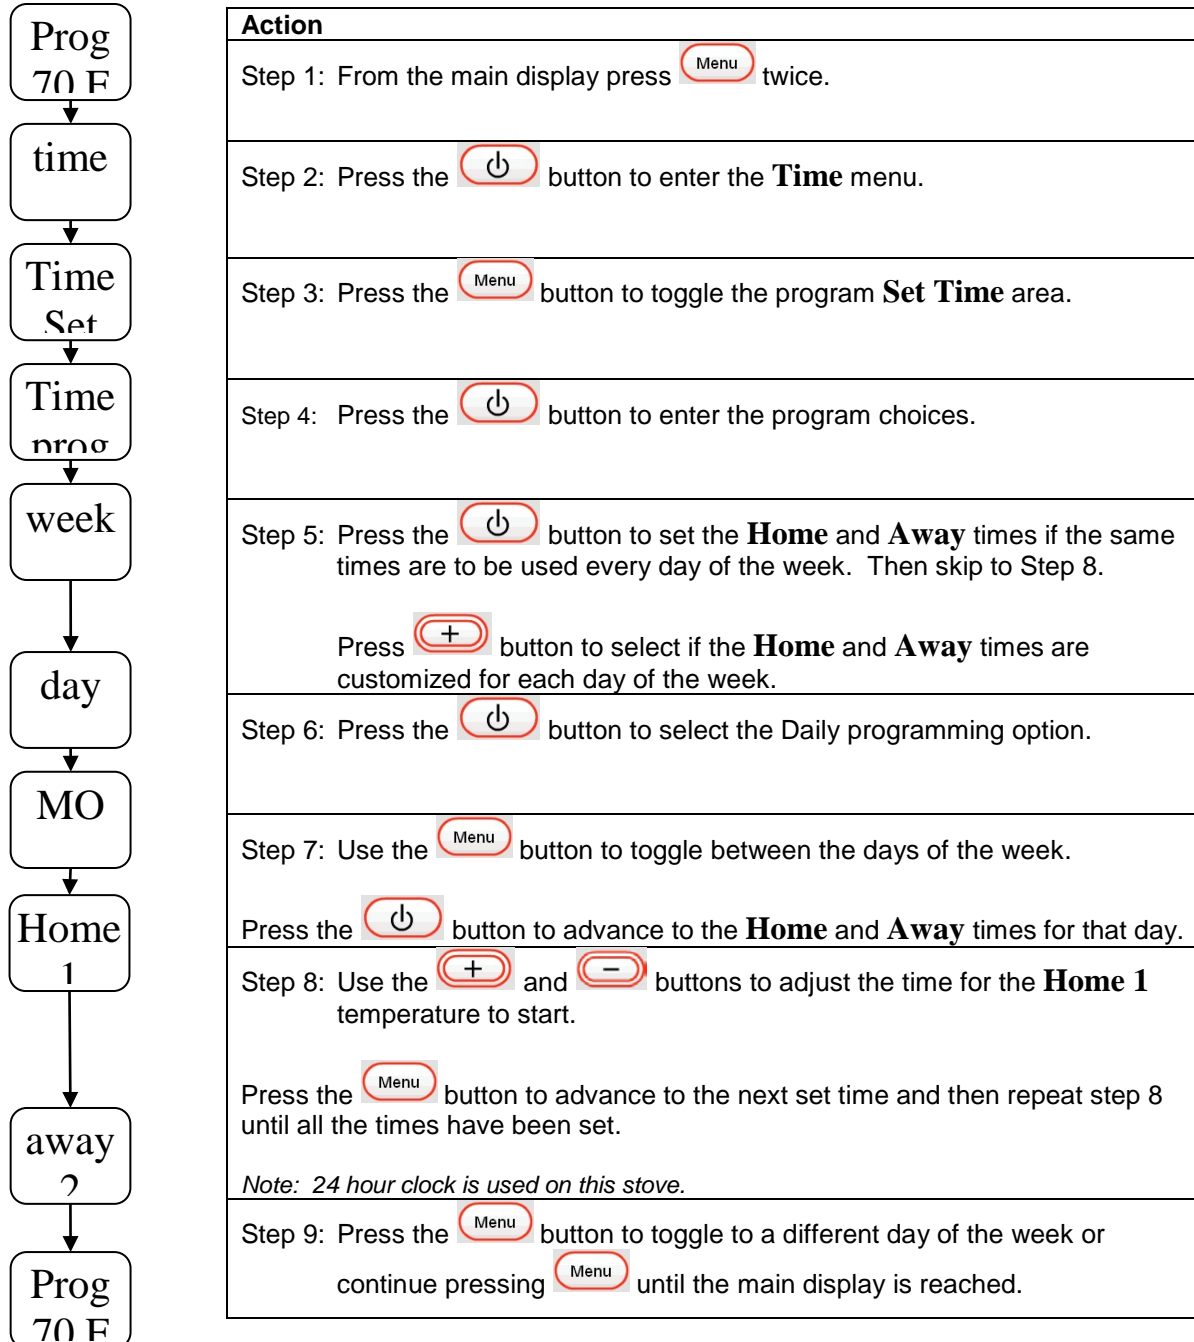 Prog
70 F
time
Time
Set
Time
prog
week
day
MO
Home
1
away
2
Prog
70 F
Action
Step 1: From the main display press Menu twice.
Step 2: Press the button to enter the Time menu.
Step 3: Press the Menu button to toggle the program Set Time area.
Step 4: Press the button to enter the program choices.
Step 5: Press the button to set the Home and Away times if the same
times are to be used every day of the week. Then skip to Step 8.
Press + button to select if the Home and Away times are
customized for each day of the week.
Step 6: Press the button to select the Daily programming option.
Step 7: Use the Menu button to toggle between the days of the week.
Press the button to advance to the Home and Away times for that day.
Step 8: Use the + and - buttons to adjust the time for the Home 1
temperature to start.
Press the Menu button to advance to the next set time and then repeat step 8
until all the times have been set.
Note: 24 hour clock is used on this stove.
Step 9: Press the Menu button to toggle to a different day of the week or
continue pressing Menu until the main display is reached.